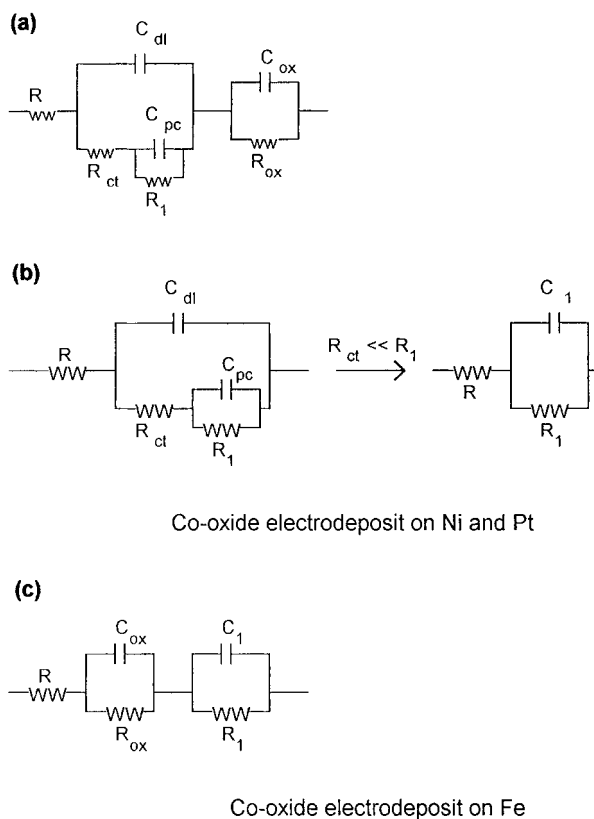 (a)
C dl
C ox
R
C pc
R ct
R 1
R ox
(b)
C dl
C 1
R
R ct << R 1
C pc
R
R ct
R 1
R 1
Co-oxide electrodeposit on Ni and Pt
(c)
C ox
C 1
R
R ox
R 1
Co-oxide electrodeposit on Fe